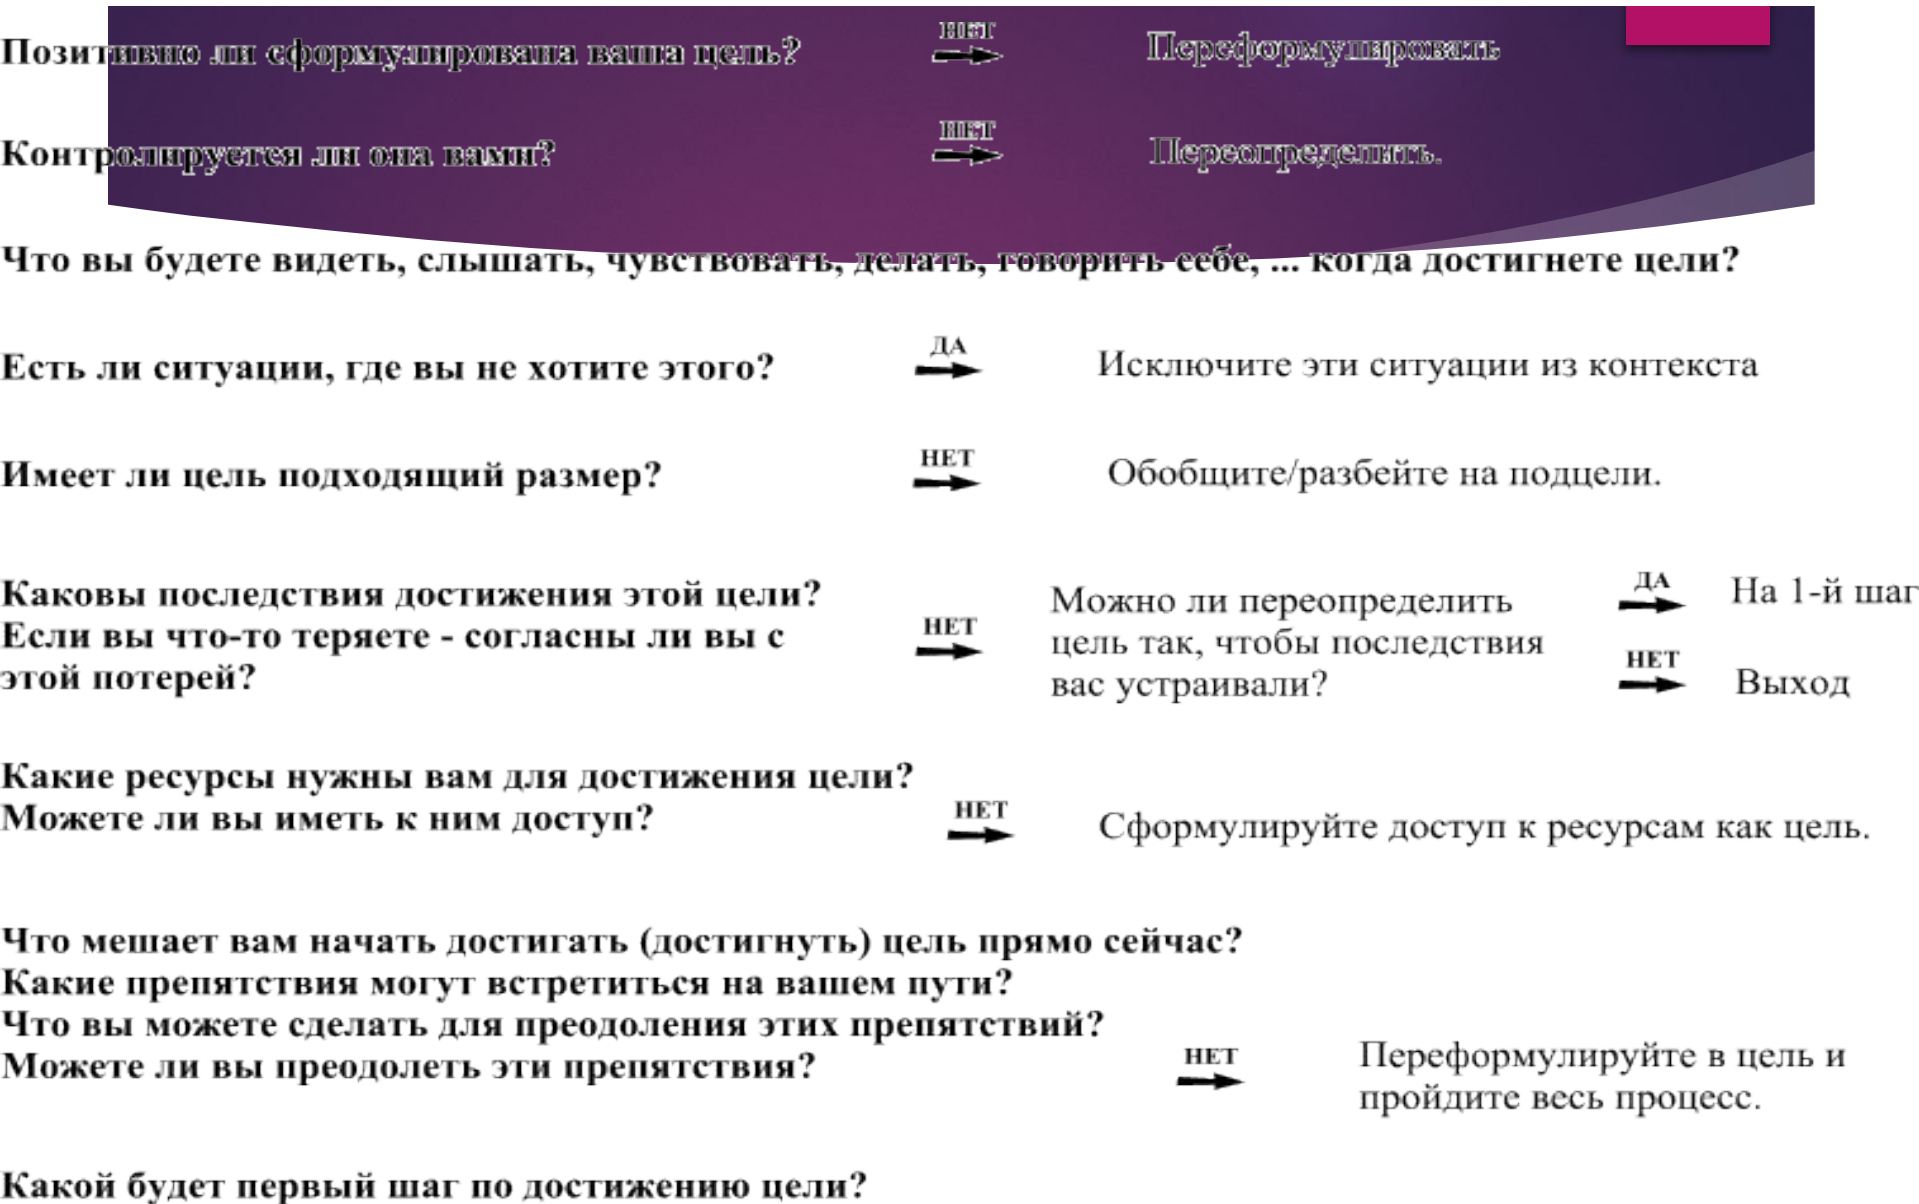 Позитивно ли сформулирована ваша цель? НЕТ Переформулировать
Контролируется ли она вами? НЕТ Переопределить.
Что вы будете видеть, слышать, чувствовать, делать, говорить себе, ... когда достигнете цели?
Есть ли ситуации, где вы не хотите этого? ДА Исключите эти ситуации из контекста
Имеет ли цель подходящий размер? НЕТ Обобщите/разбейте на подцели.
Каковы последствия достижения этой цели?
Если вы что-то теряете - согласны ли вы с
этой потерей?
НЕТ
Можно ли переопределить
цель так, чтобы последствия
вас устраивали?
ДА На 1-й шаг
НЕТ Выход
Какие ресурсы нужны вам для достижения цели?
Можете ли вы иметь к ним доступ? НЕТ Сформулируйте доступ к ресурсам как цель.
Что мешает вам начать достигать (достигнуть) цель прямо сейчас?
Какие препятствия могут встретиться на вашем пути?
Что вы можете сделать для преодоления этих препятствий?
Можете ли вы преодолеть эти препятствия? НЕТ Переформулируйте в цель и
пройдите весь процесс.
Какой будет первый шаг по достижению цели?